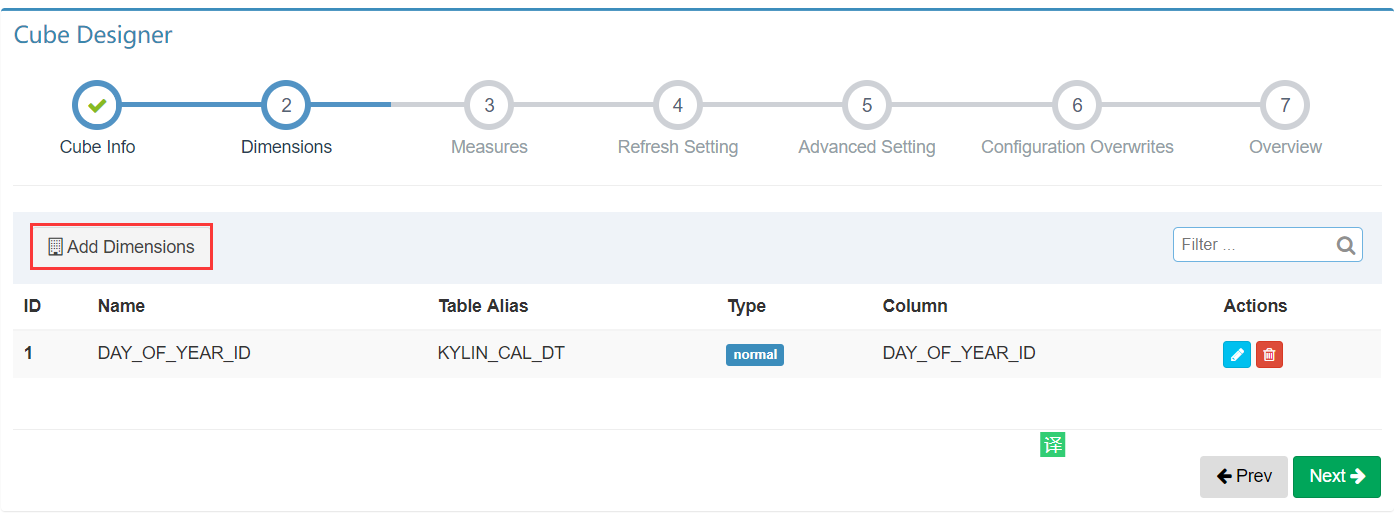 Cube Designer
2 3 4 5 6 7
Cube Info Dimensions Measures Refresh Setting Advanced Setting Configuration Overwrites Overview
Add Dimensions Filter ...
ID Name Table Alias Type Column Actions
1 DAY_OF_YEAR_ID KYLIN_CAL_DT normal DAY_OF_YEAR_ID
译
Prev Next